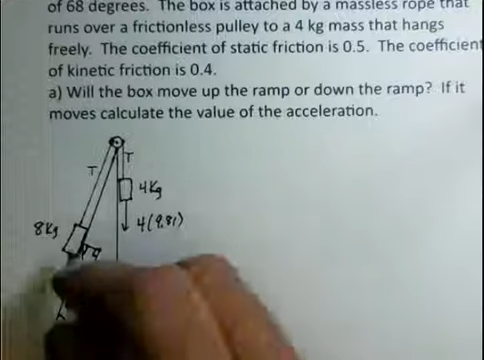 of 68 degrees. The box is attached by a massless rope that
runs over a frictionless pulley to a 4 kg mass that hangs
freely. The coefficient of static friction is 0.5. The coefficient
of kinetic friction is 0.4.
a) Will the box move up the ramp or down the ramp? If it
moves calculate the value of the acceleration.
T T
4Kg
4(9.81)
8Kg